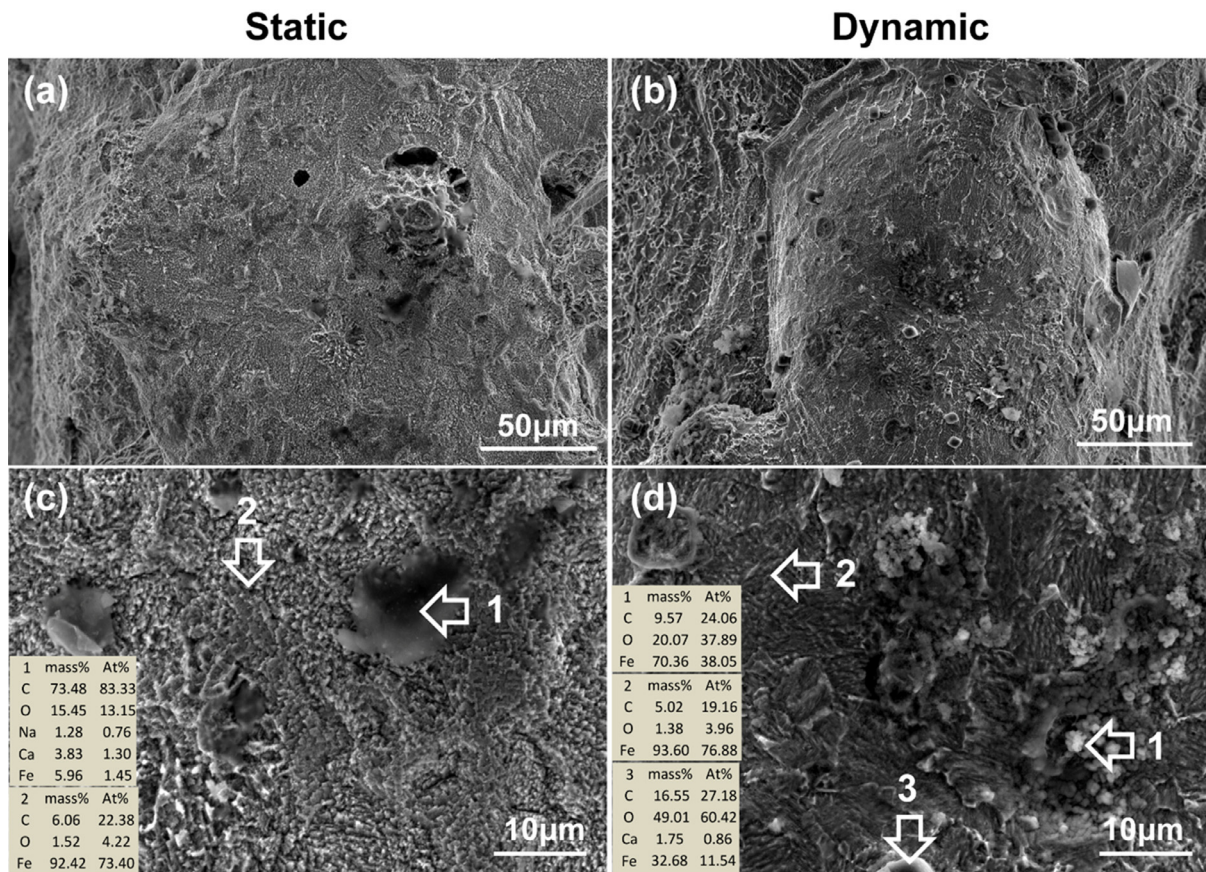 Static Dynamic
(a) (b)
50µm 50µm
(c) (d)
2
1
1 mass% At%
C 73.48 83.33
O 15.45 13.15
Na 1.28 0.76
Ca 3.83 1.30
Fe 5.96 1.45
2 mass% At%
C 6.06 22.38
O 1.52 4.22
Fe 92.42 73.40
10µm
2
1 mass% At%
C 9.57 24.06
O 20.07 37.89
Fe 70.36 38.05
2 mass% At%
C 5.02 19.16
O 1.38 3.96
Fe 93.60 76.88
1
3
3 mass% At%
C 16.55 27.18
O 49.01 60.42
Ca 1.75 0.86
Fe 32.68 11.54
10µm